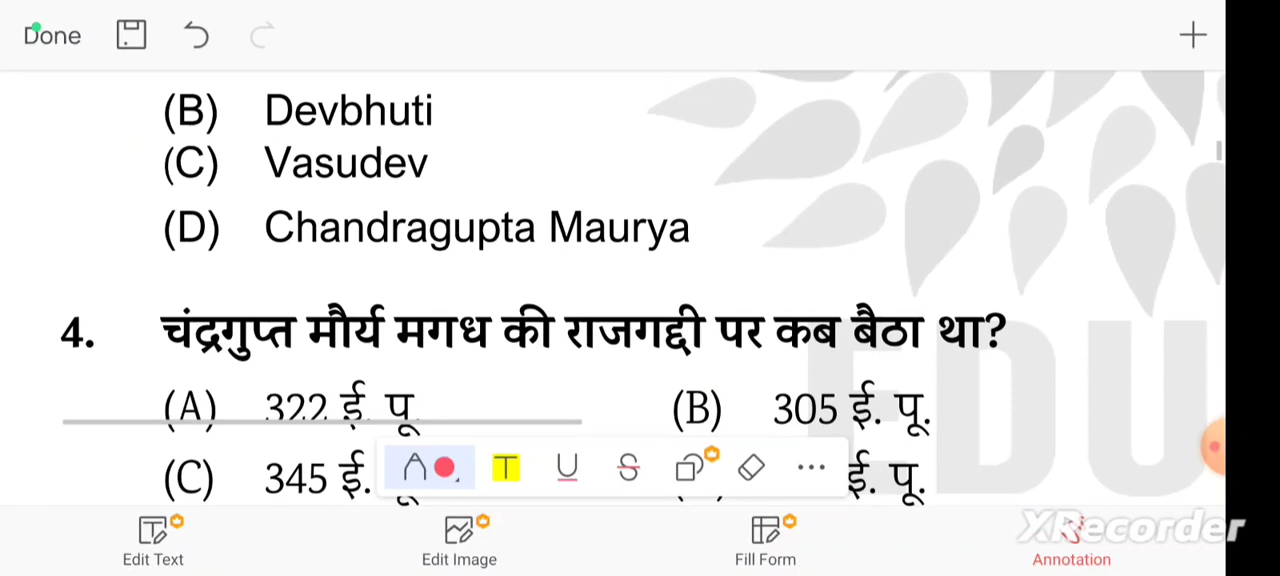 Done
(B) Devbhuti
(C) Vasudev
(D) Chandragupta Maurya
4. चंद्रगुप्त मौर्य मगध की राजगद्दी पर कब बैठा था?
(A) 322 ई. पू. (B) 305 ई. पू.
(C) 345 ई. ई. पू.
T U S
EDU
Edit Text Edit Image Fill Form Annotation
XRecorder